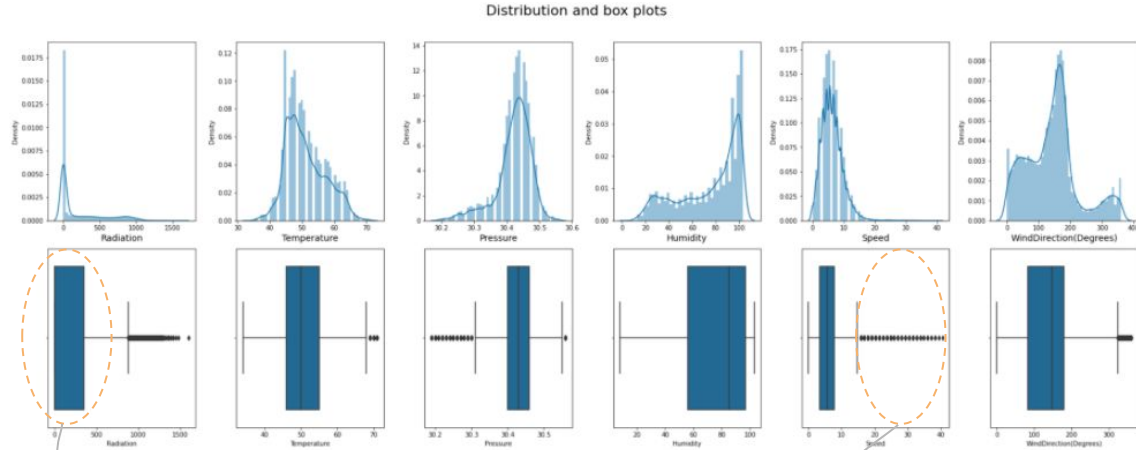 Distribution and box plots
0.0175
0.0150
0.0125
0.0100
0.0075
0.0050
0.0025
0.0000
Density
0 500 1000 1500
Radiation
0.12
0.10
0.08
0.06
0.04
0.02
0.00
Density
30 40 50 60 70
Temperature
14
12
10
8
6
4
2
0
Density
30.2 30.3 30.4 30.5 30.6
Pressure
0.05
0.04
0.03
0.02
0.01
0.00
Density
0 20 40 60 80 100
Humidity
0.175
0.150
0.125
0.100
0.075
0.050
0.025
0.000
Density
0 10 20 30 40
Speed
0.008
0.007
0.006
0.005
0.004
0.003
0.002
0.001
0.000
Density
0 100 200 300 400
WindDirection(Degrees)
0 500 1000 1500
Radiation
40 50 60 70
Temperature
30.2 30.3 30.4 30.5
Pressure
20 40 60 80 100
Humidity
0 10 20 30 40
Speed
0 100 200 300
WindDirection(Degrees)